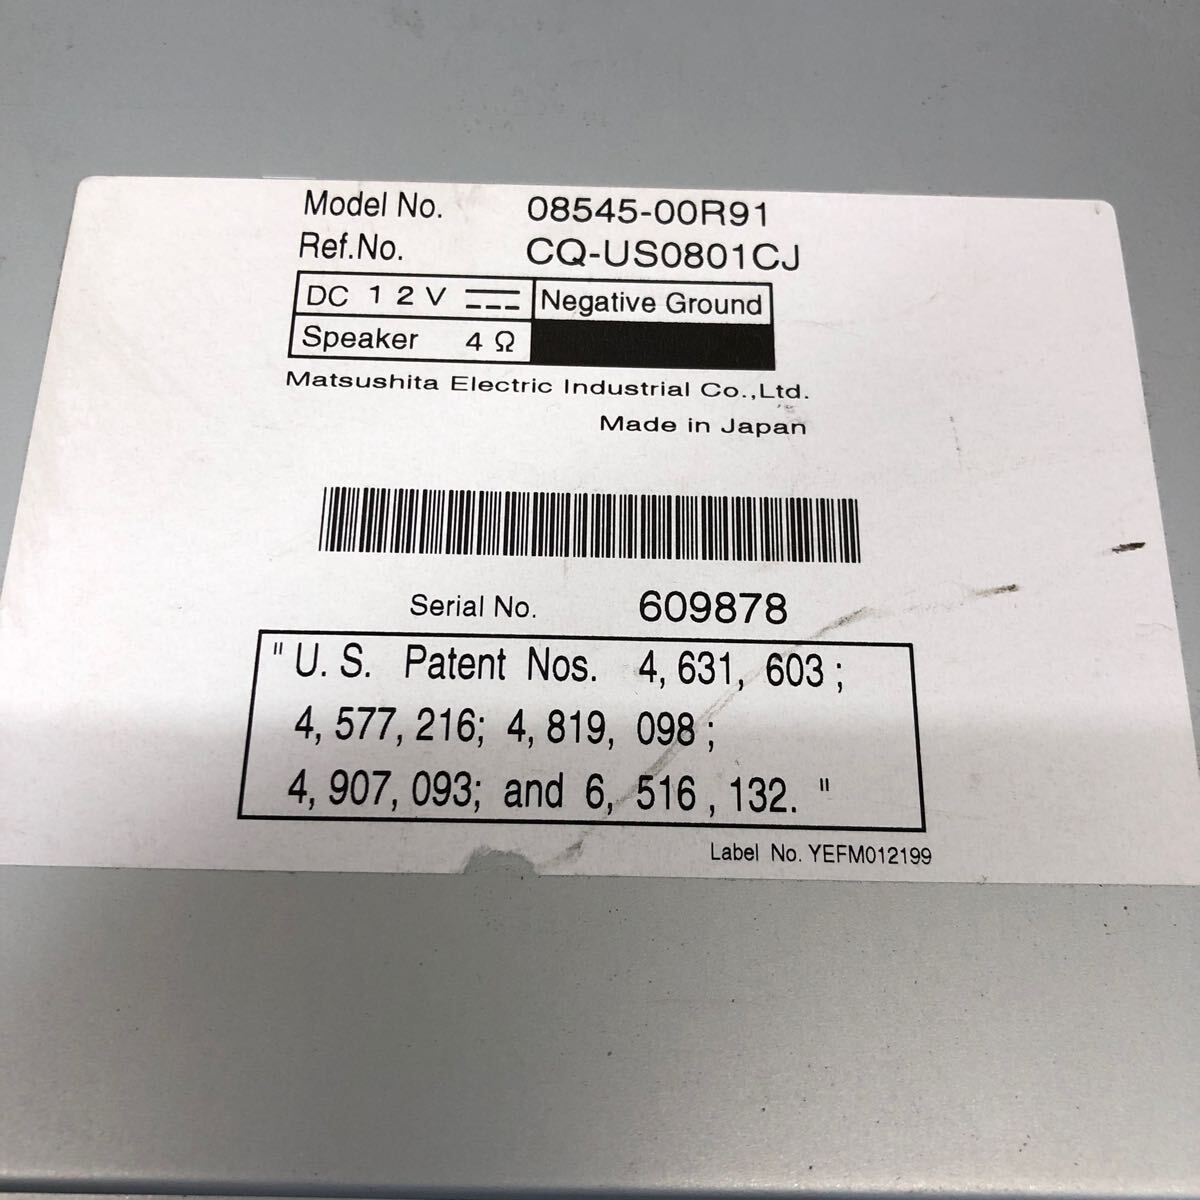 Model No. 08545-00R91
Ref.No. CQ-US0801CJ
DC 12V Negative Ground
Speaker 4Ω
Matsushita Electric Industrial Co.,Ltd.
Made in Japan
Serial No. 609878
"U.S. Patent Nos. 4,631,603;
4,577,216; 4,819,098;
4,907,093; and 6,516,132."
Label No. YEFM012199